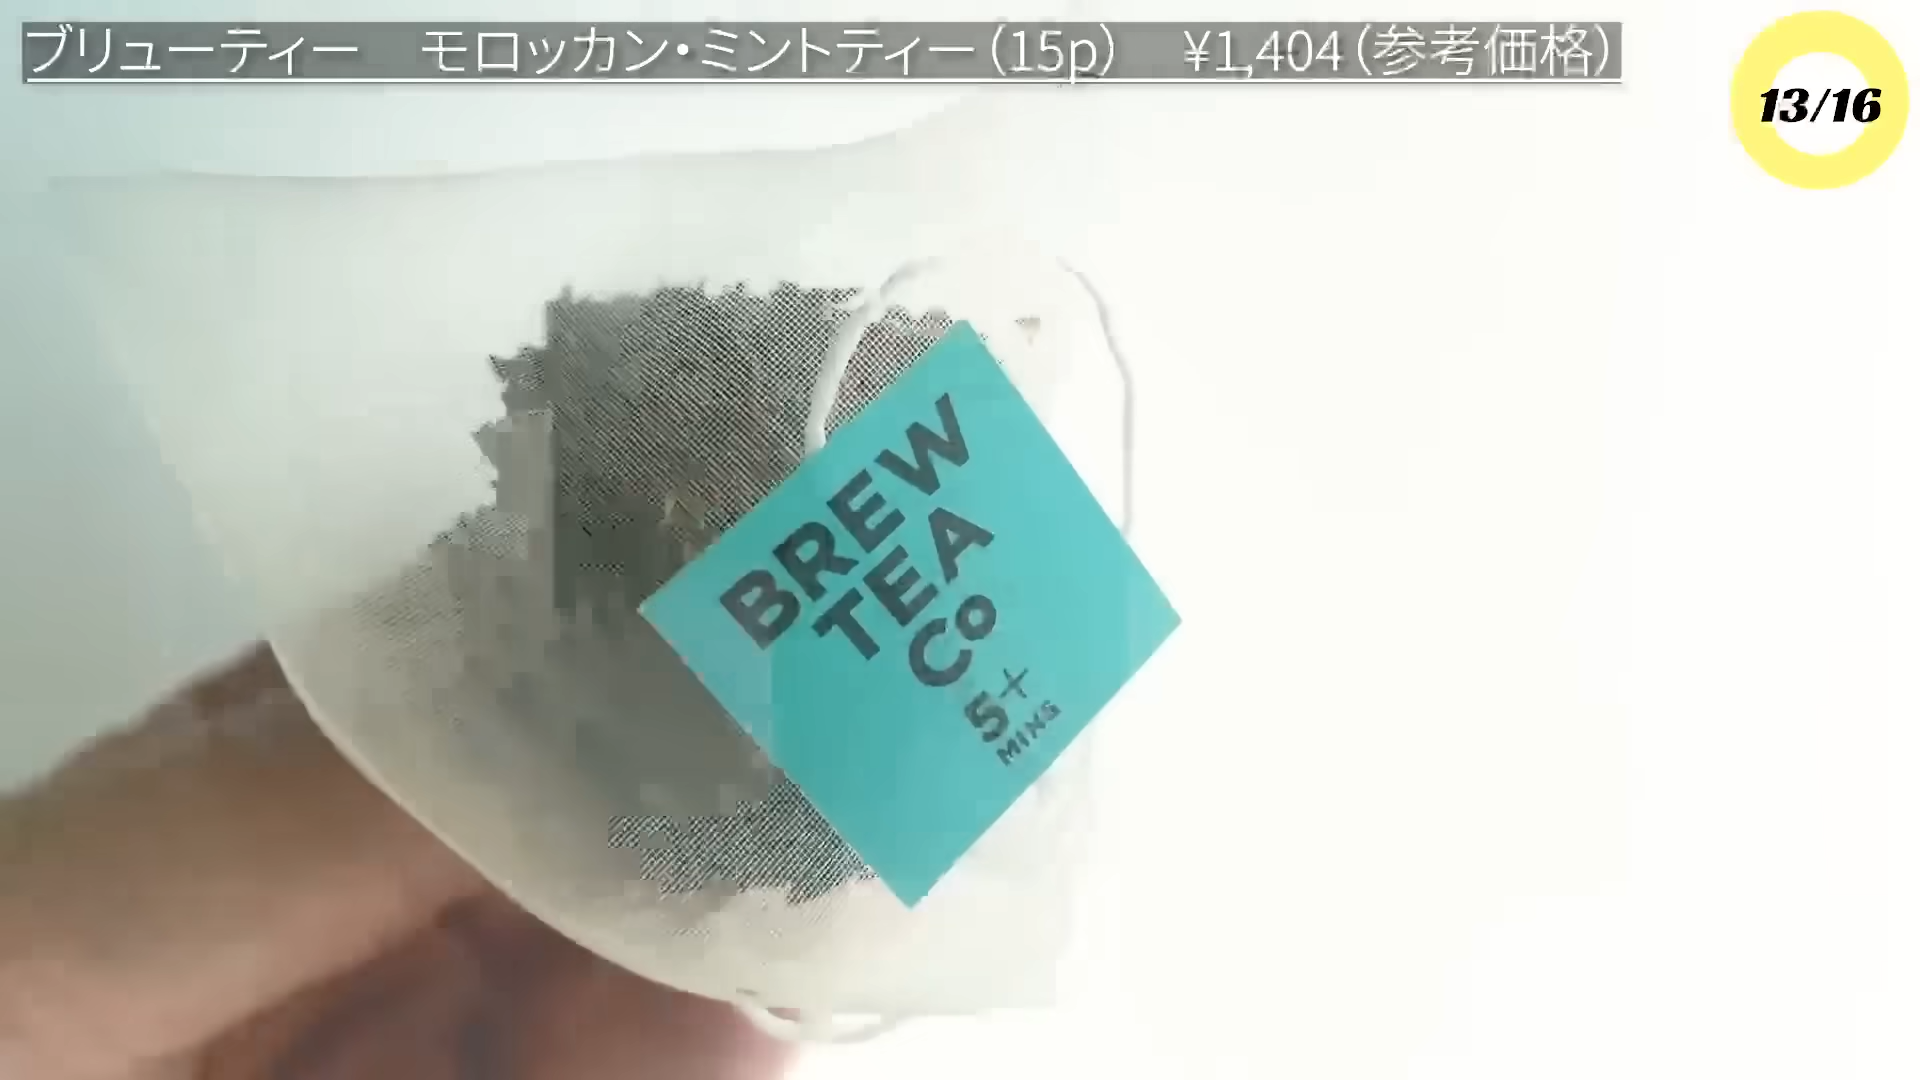 ブリューティー　モロッカン・ミントティー（15p）　¥1,404（参考価格）
13/16
BREW
TEA
Co
5+
MINS